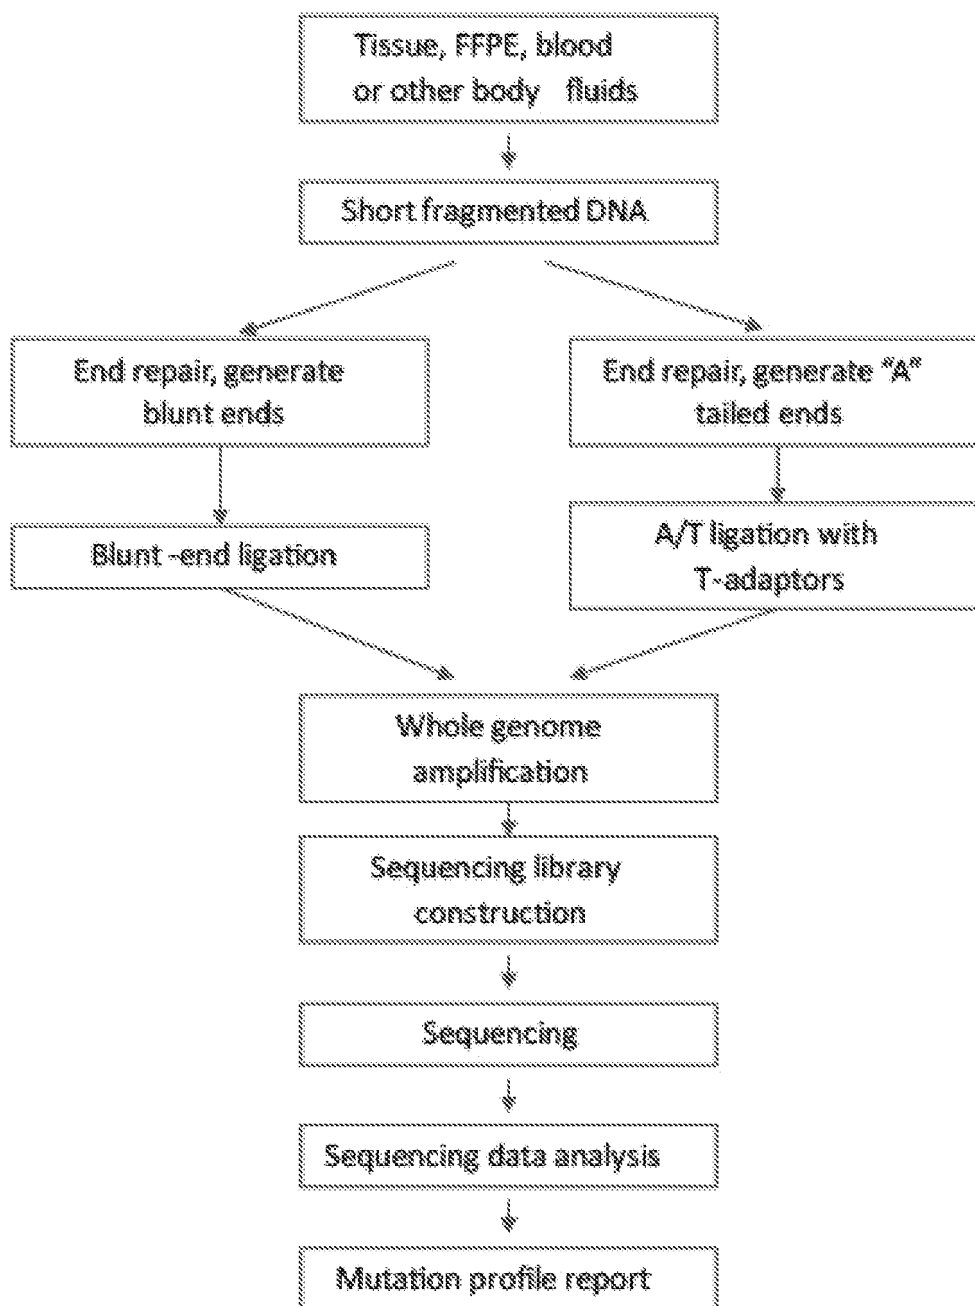 Tissue, FFPE, blood
or other body fluids
Short fragmented DNA
End repair, generate
blunt ends
End repair, generate "A"
tailed ends
Blunt -end ligation
A/T ligation with
T-adaptors
Whole genome
amplification
Sequencing library
construction
Sequencing
Sequencing data analysis
Mutation profile report